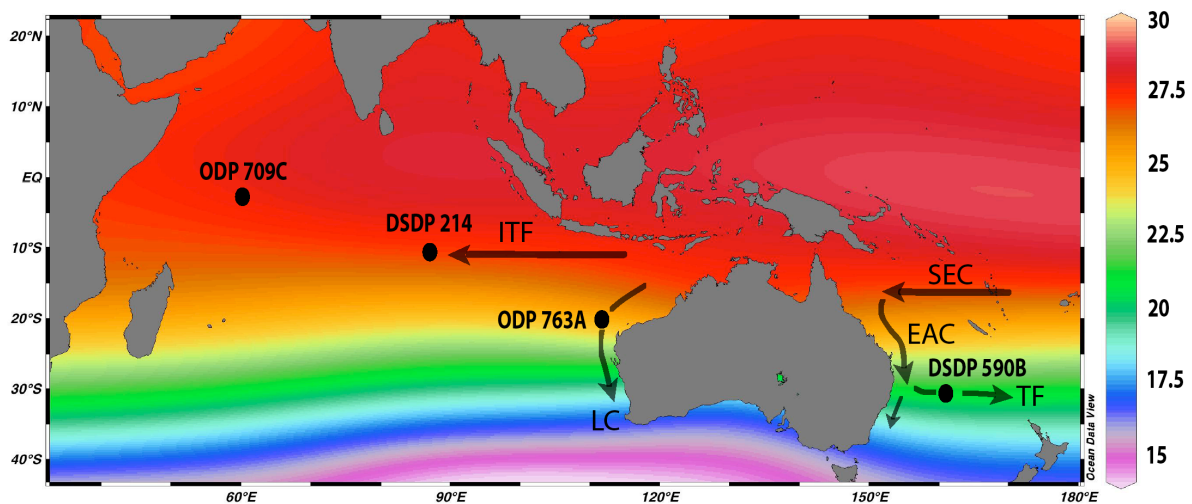 20°N
10°N
EQ
10°S
20°S
30°S
40°S
ODP 709C
DSDP 214
ITF
ODP 763A
LC
SEC
EAC
DSDP 590B
TF
60°E
90°E
120°E
150°E
180°E
Ocean Data View
30
27.5
25
22.5
20
17.5
15